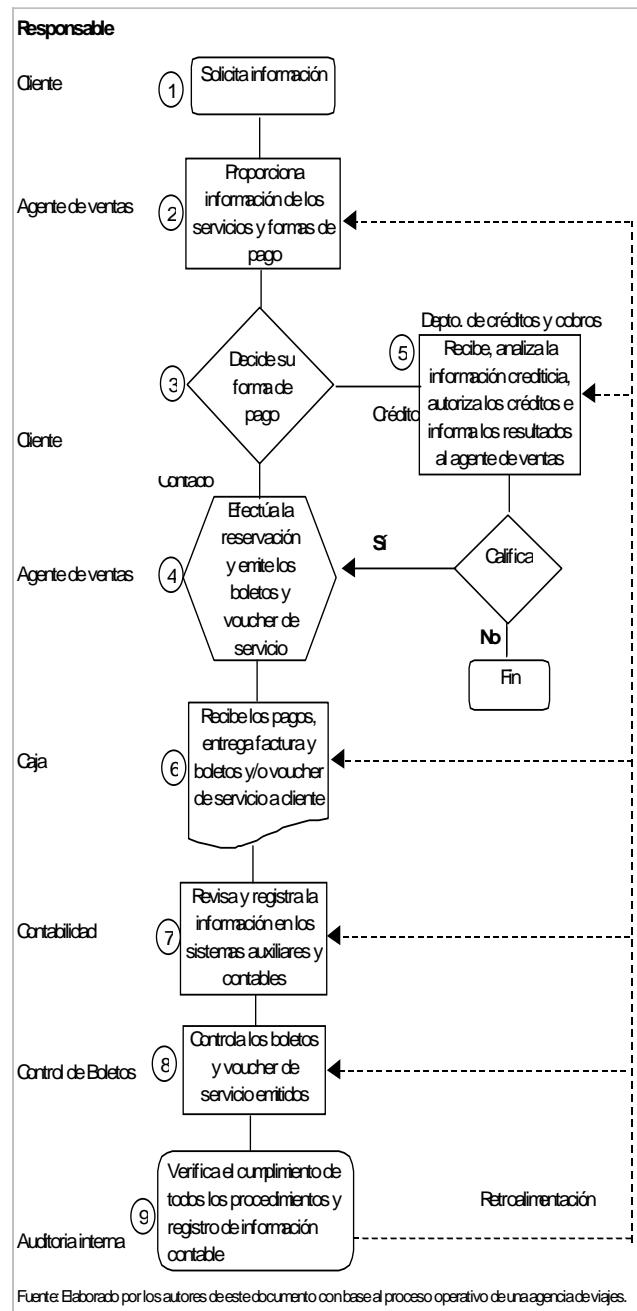 Responsable
Cliente
1
Solicita información
Agente de ventas
2
Proporciona
información de los
servicios y formas de
pago
Depto. de créditos y cobros
3
Decide su
forma de
pago
5
Recibe, analiza la
información crediticia,
autoriza los créditos e
informa los resultados
al agente de ventas
Crédito
Cliente
Contado
Agente de ventas
4
Efectúa la
reservación
y emite los
boletos y
voucher de
servicio
Sí
Califica
No
Fin
Caja
6
Recibe los pagos,
entrega factura y
boletos y/o voucher
de servicio a cliente
Contabilidad
7
Revisa y registra la
información en los
sistemas auxiliares y
contables
Control de Boletos
8
Controla los boletos
y voucher de
servicio emitidos
Auditoria interna
9
Verifica el cumplimiento de
todos los procedimientos y
registro de información
contable
Retroalimentación
Fuente: Elaborado por los autores de este documento con base al proceso operativo de una agencia de viajes.